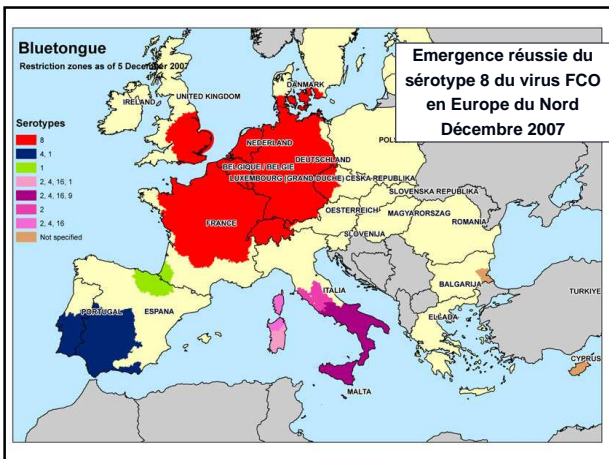 Bluetongue
Restriction zones as of 5 December 2007
Emergence réussie du
sérotype 8 du virus FCO
en Europe du Nord
Décembre 2007
Serotypes
8
4, 1
1
2, 4, 16, 1
2, 4, 16, 9
2
2, 4, 16
Not specified
DANMARK
IRELAND
UNITED KINGDOM
NEDERLAND
POL
BELGIQUE / BELGIE
DEUTSCHLAND
LUXEMBOURG (GRAND DUCHE)
CESKA REPUBLIKA
SLOVENSKA REPUBLIKA
FRANCE
OESTERREICH
MAGYARORSZAG
ROMANIA
SLOVENIJA
ITALIA
BALGARIJA
PORTUGAL
ESPANA
TURKIYE
ELLADA
CYPRUS
MALTA